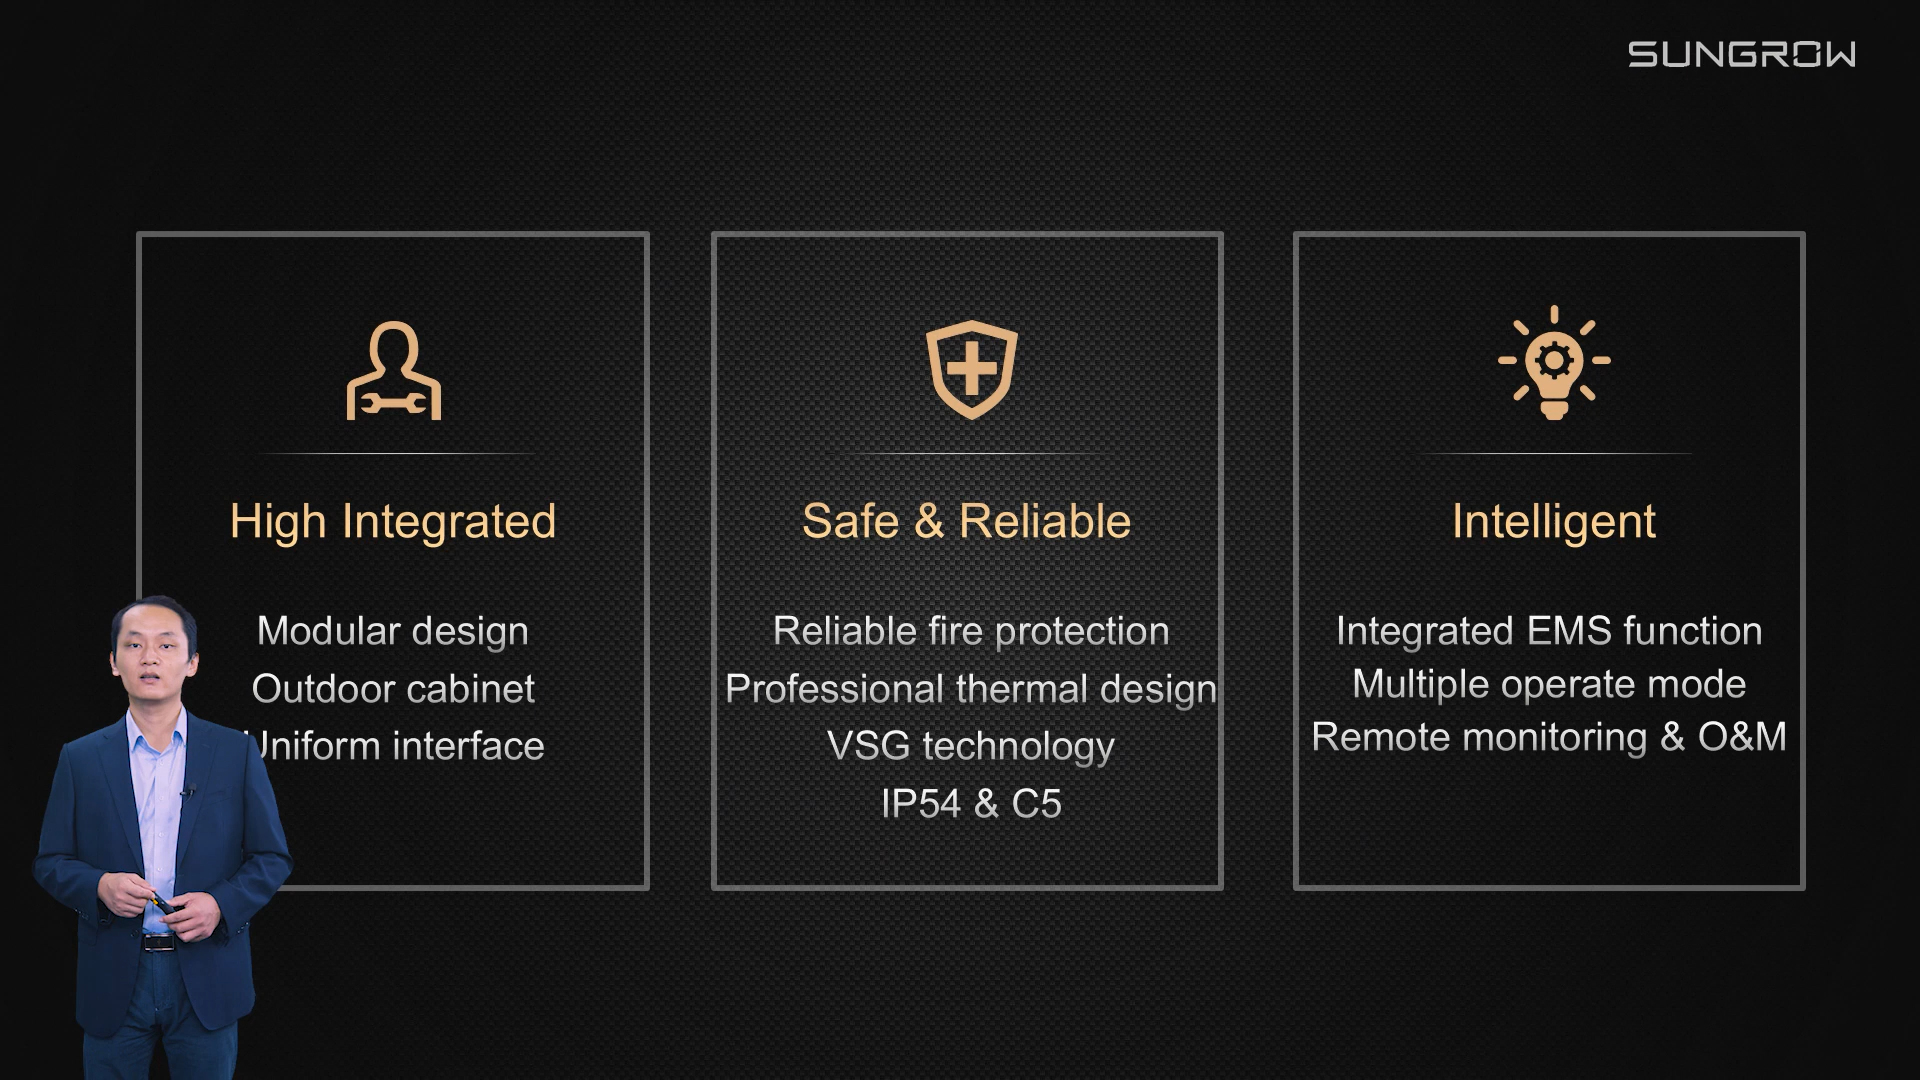 SUNGROW
High Integrated
Modular design
Outdoor cabinet
Uniform interface
Safe & Reliable
Reliable fire protection
Professional thermal design
VSG technology
IP54 & C5
Intelligent
Integrated EMS function
Multiple operate mode
Remote monitoring & O&M